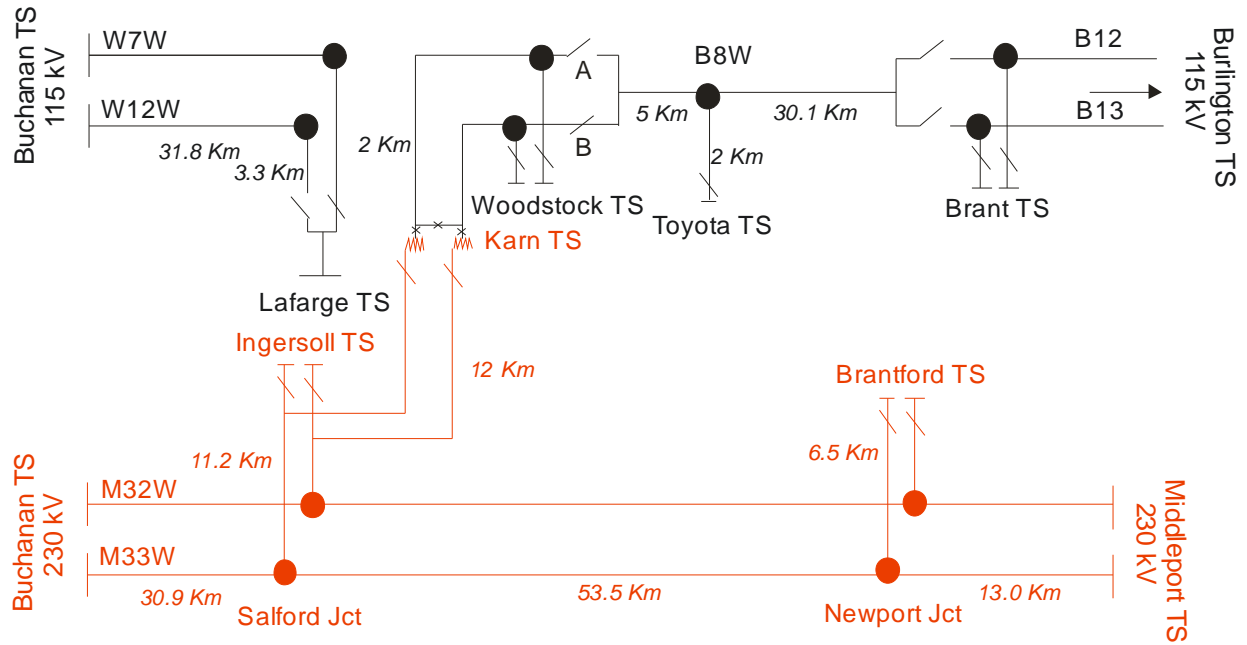 Buchanan TS
115 kV
W7W
W12W
31.8 Km
3.3 Km
Lafarge TS
2 Km
A
B
Woodstock TS
Karn TS
B8W
5 Km
30.1 Km
2 Km
Toyota TS
B12
B13
Brant TS
Burlington TS
115 kV
Ingersoll TS
12 Km
11.2 Km
Brantford TS
6.5 Km
Buchanan TS
230 kV
M32W
M33W
30.9 Km
Salford Jct
53.5 Km
Newport Jct
13.0 Km
Middleport TS
230 kV